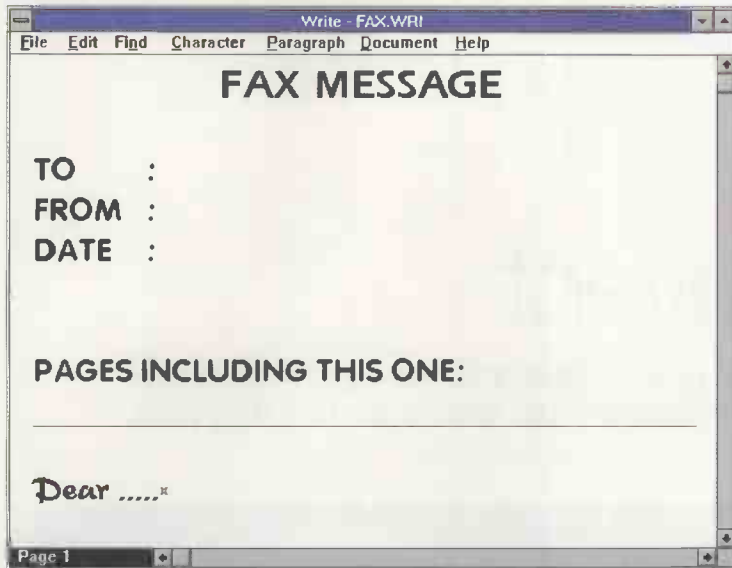 Write - FAX.WRI
File Edit Find Character Paragraph Document Help
FAX MESSAGE
TO :
FROM :
DATE :
PAGES INCLUDING THIS ONE:
Dear .....¤
Page 1